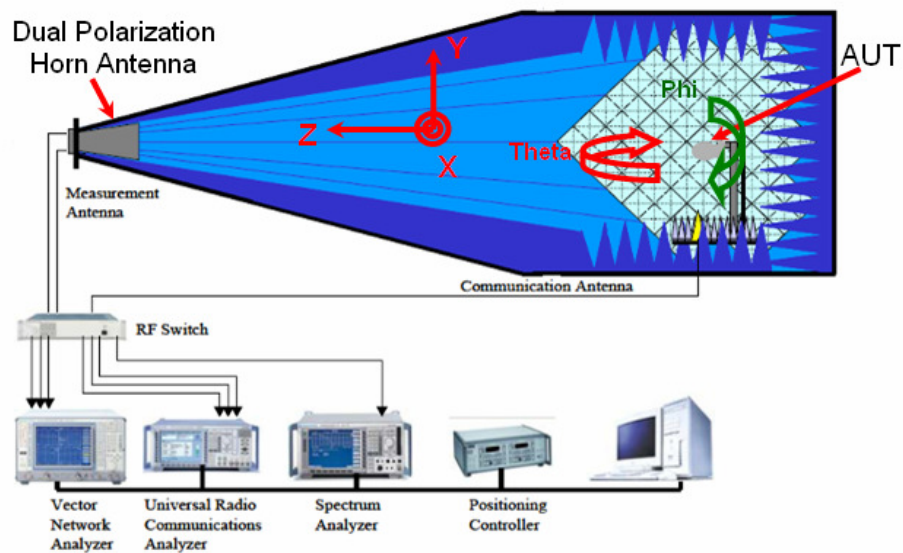 Dual Polarization
Horn Antenna
Y
AUT
Phi
Z
X
Theta
Measurement
Antenna
Communication Antenna
RF Switch
Vector
Network
Analyzer
Universal Radio
Communications
Analyzer
Spectrum
Analyzer
Positioning
Controller